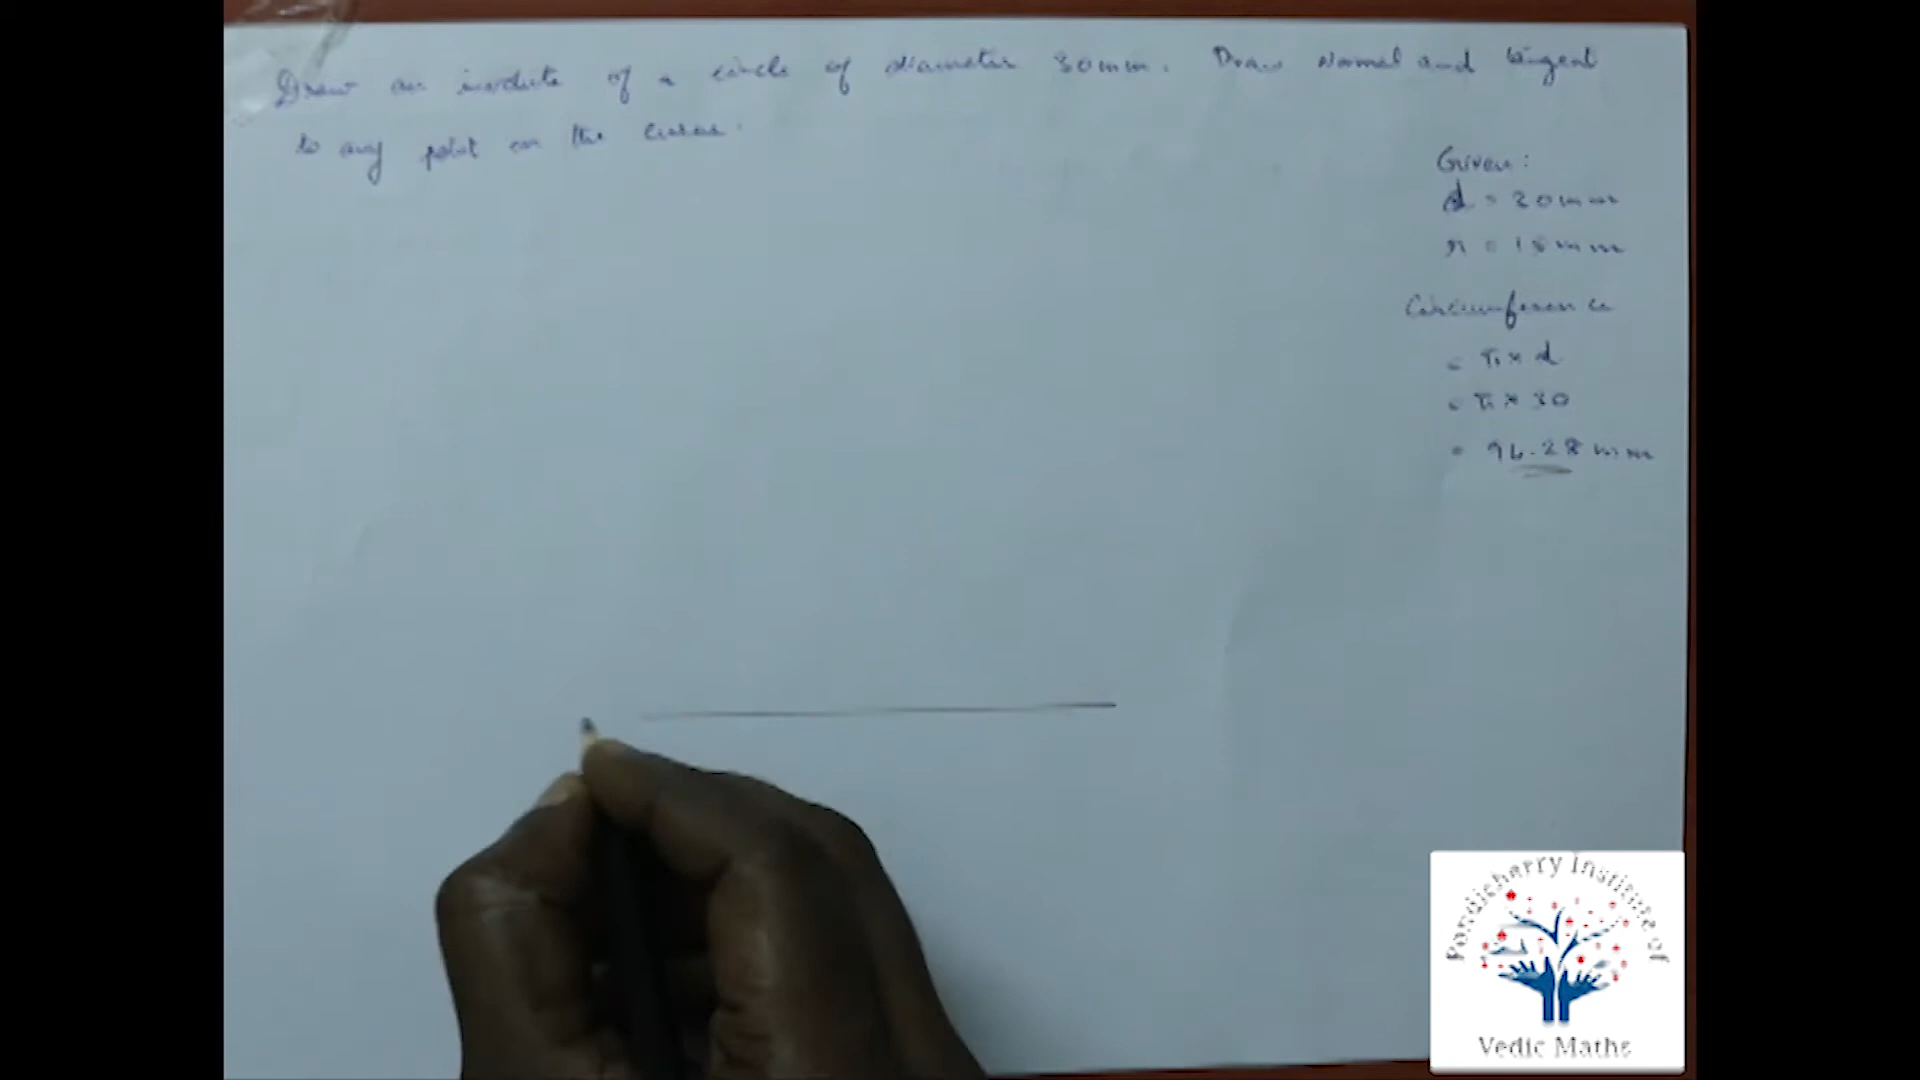 Draw an involute of a circle of diameter 30mm. Draw Normal and tangent
to any point on the curve.
Given:
d = 30mm
r = 15mm
Circumference
= π × d
= π × 30
= 94.28 mm
Pondicherry Institute of
Vedic Maths